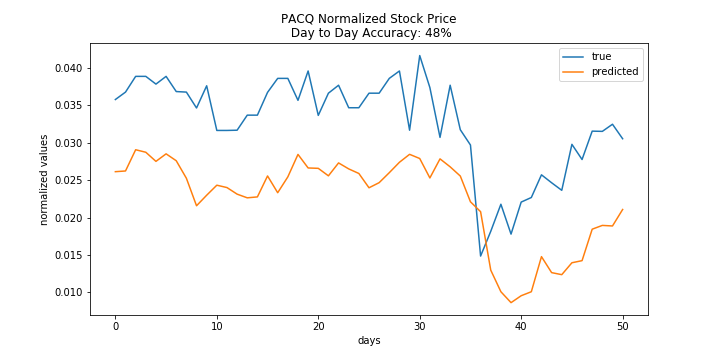 PACQ Normalized Stock Price
Day to Day Accuracy: 48%
true
predicted
normalized values
0.040
0.035
0.030
0.025
0.020
0.015
0.010
0
10
20
30
40
50
days